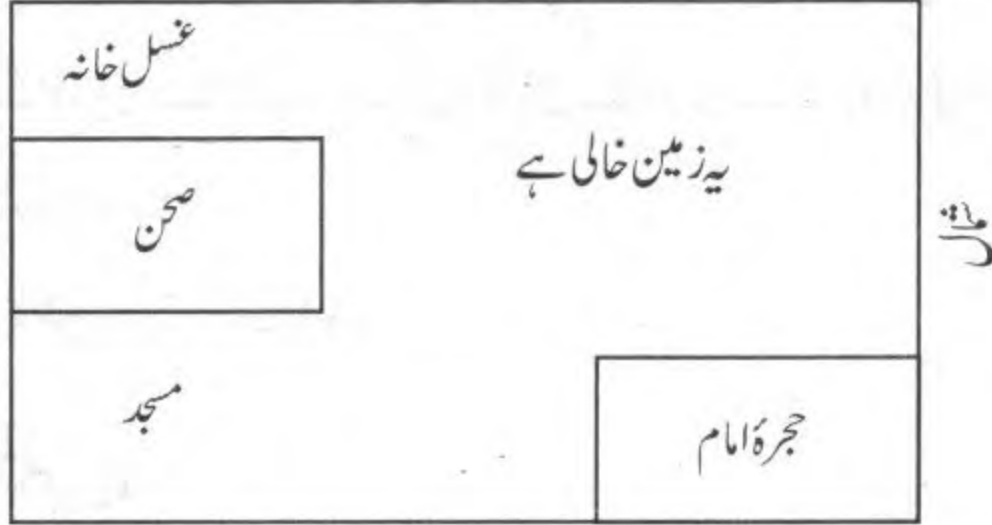 غسل خانہ
یہ زمین خالی ہے
صحن
مسجد
حجرۂ امام